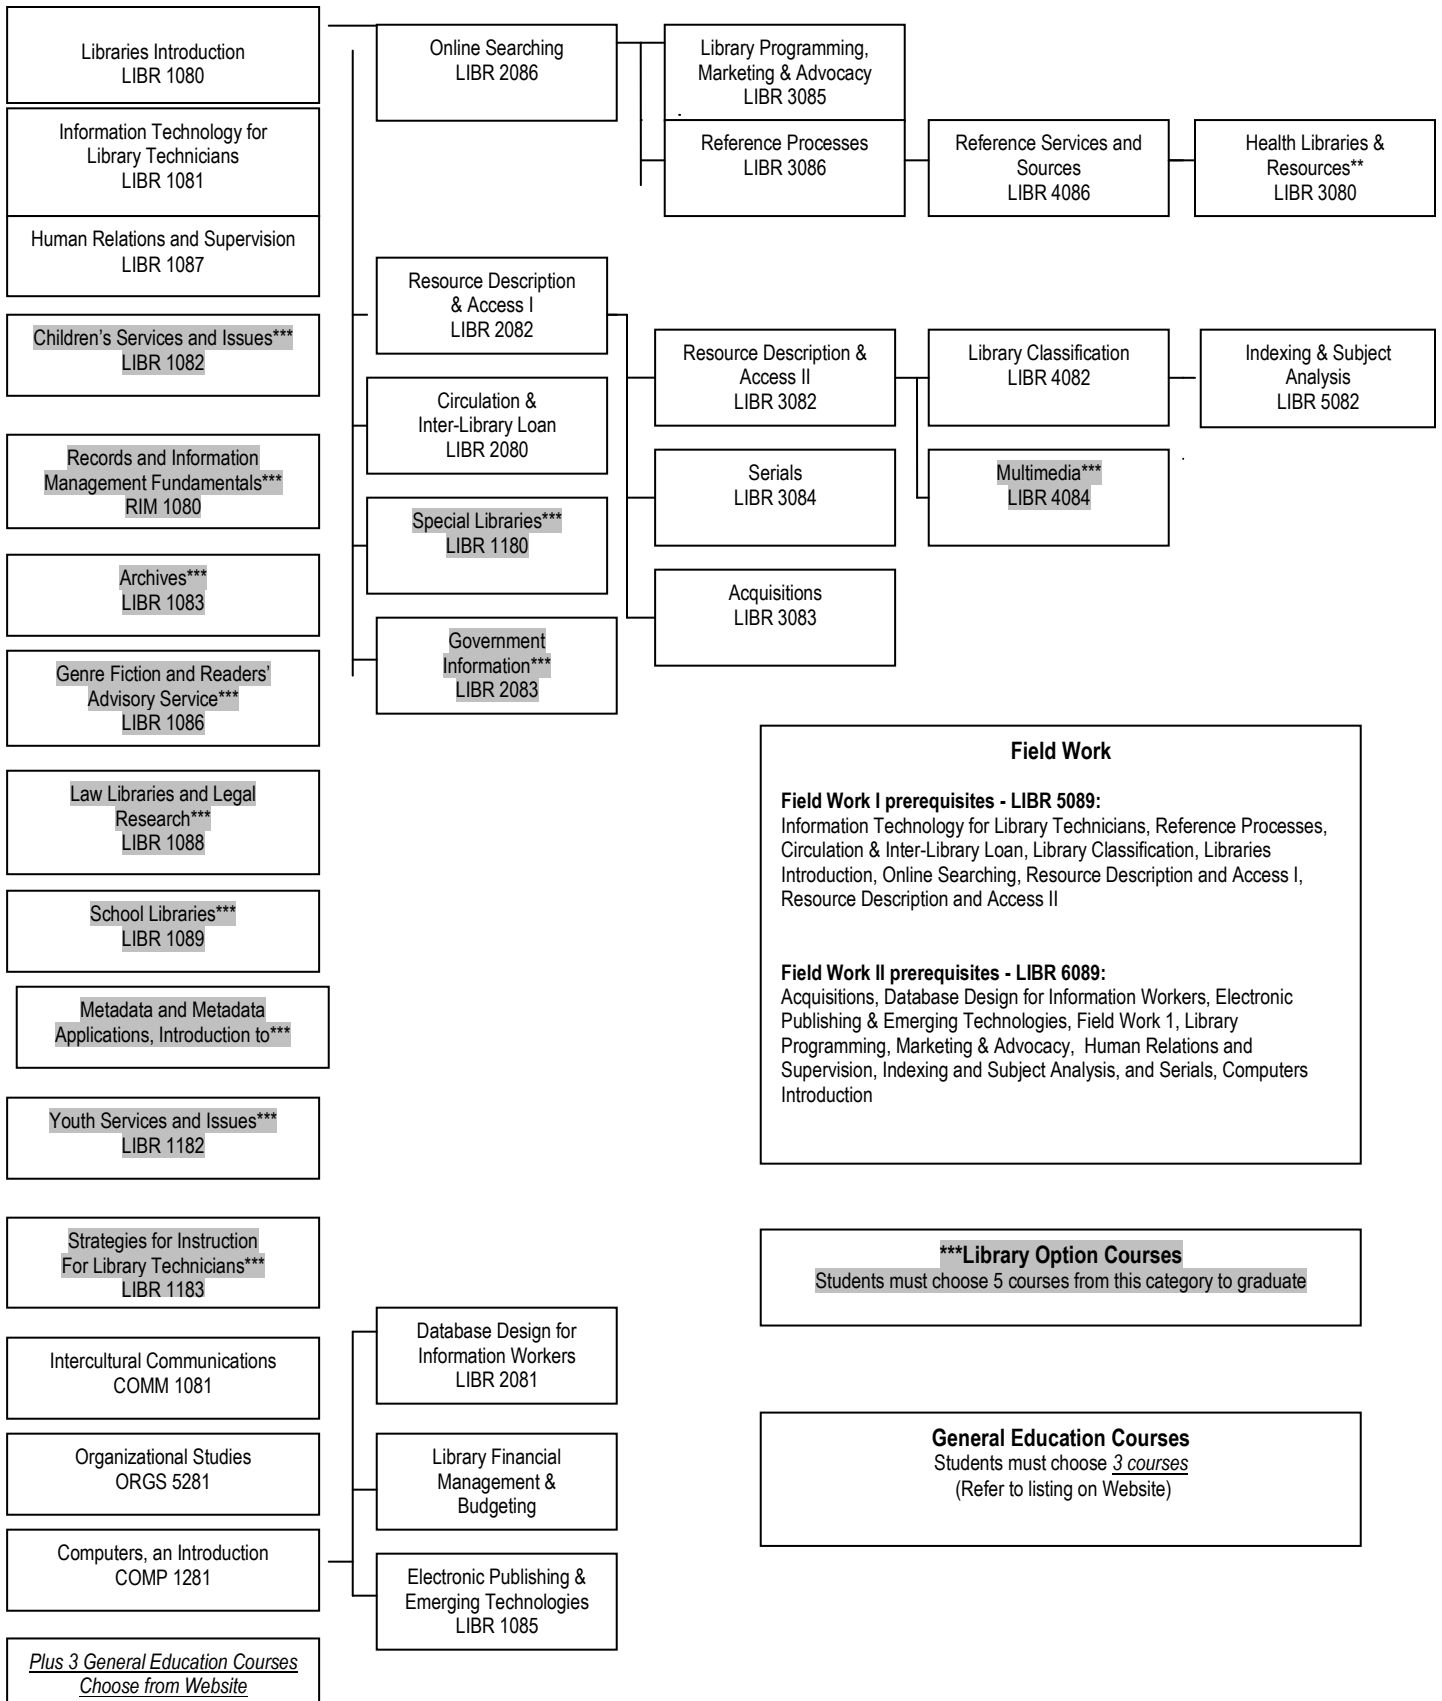 Libraries Introduction
LIBR 1080
Information Technology for
Library Technicians
LIBR 1081
Human Relations and Supervision
LIBR 1087
Children’s Services and Issues***
LIBR 1082
Records and Information
Management Fundamentals***
RIM 1080
Archives***
LIBR 1083
Genre Fiction and Readers’
Advisory Service***
LIBR 1086
Law Libraries and Legal
Research***
LIBR 1088
School Libraries***
LIBR 1089
Metadata and Metadata
Applications, Introduction to***
Youth Services and Issues***
LIBR 1182
Strategies for Instruction
For Library Technicians***
LIBR 1183
Intercultural Communications
COMM 1081
Organizational Studies
ORGS 5281
Computers, an Introduction
COMP 1281
Plus 3 General Education Courses
Choose from Website
Online Searching
LIBR 2086
Resource Description
& Access I
LIBR 2082
Circulation &
Inter-Library Loan
LIBR 2080
Special Libraries***
LIBR 1180
Government
Information***
LIBR 2083
Database Design for
Information Workers
LIBR 2081
Library Financial
Management &
Budgeting
Electronic Publishing &
Emerging Technologies
LIBR 1085
Library Programming,
Marketing & Advocacy
LIBR 3085
Reference Processes
LIBR 3086
Resource Description &
Access II
LIBR 3082
Serials
LIBR 3084
Acquisitions
LIBR 3083
Reference Services and
Sources
LIBR 4086
Library Classification
LIBR 4082
Multimedia***
LIBR 4084
Health Libraries &
Resources**
LIBR 3080
Indexing & Subject
Analysis
LIBR 5082
Field Work
Field Work I prerequisites - LIBR 5089:
Information Technology for Library Technicians, Reference Processes,
Circulation & Inter-Library Loan, Library Classification, Libraries
Introduction, Online Searching, Resource Description and Access I,
Resource Description and Access II
Field Work II prerequisites - LIBR 6089:
Acquisitions, Database Design for Information Workers, Electronic
Publishing & Emerging Technologies, Field Work 1, Library
Programming, Marketing & Advocacy, Human Relations and
Supervision, Indexing and Subject Analysis, and Serials, Computers
Introduction
***Library Option Courses
Students must choose 5 courses from this category to graduate
General Education Courses
Students must choose 3 courses
(Refer to listing on Website)